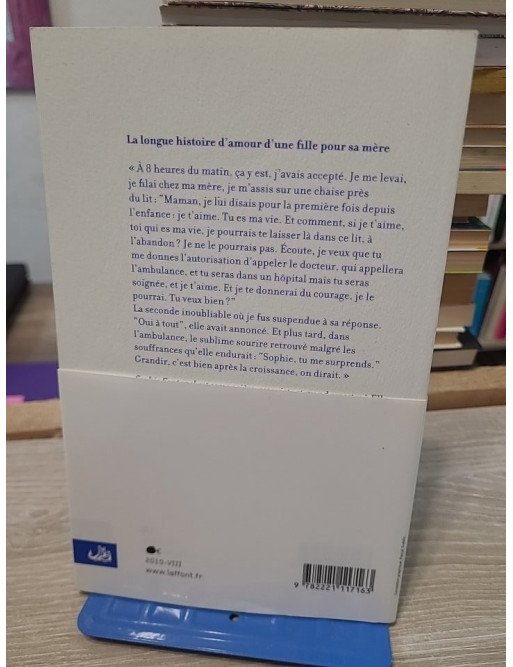 La longue histoire d'amour d'une fille pour sa mère
« À 8 heures du matin, ça y est, j'avais accepté. Je me levai,
je filai chez ma mère, je m'assis sur une chaise près
du lit : "Maman, je lui disais pour la première fois depuis
l'enfance : je t'aime. Tu es ma vie. Et comment, si je t'aime,
toi qui es ma vie, je pourrais te laisser là dans ce lit, à
l'abandon ? Je ne le pourrais pas. Écoute, je veux que tu
me donnes l'autorisation d'appeler le docteur, qui appellera
l'ambulance, et tu seras dans un hôpital mais tu seras
soignée, et je t'aime. Et je te donnerai du courage, je le
pourrai. Tu veux bien ?"
La seconde inoubliable où je fus suspendue à sa réponse.
"Oui à tout", elle avait annoncé. Et plus tard, dans
l'ambulance, le sublime sourire retrouvé malgré les
souffrances qu'elle endurait : "Sophie, tu me surprends."
Grandir, c'est bien après la croissance, on dirait. »
€
2010-VIII
www.laffont.fr
9 782221 117163